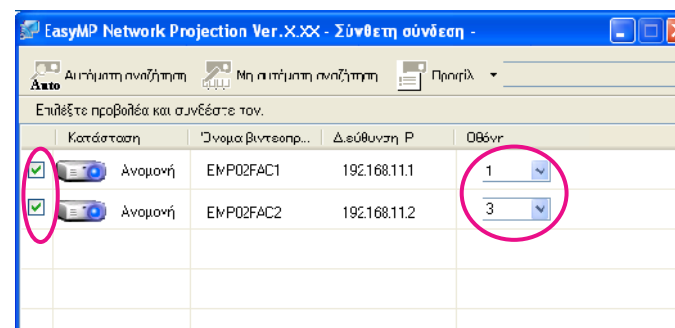 EasyMP Network Projection Ver.X.XX - Σύνθετη σύνδεση -
Auto Αυτόματη αναζήτηση Μη αυτόματη αναζήτηση Προφίλ
Επιλέξτε προβολέα και συνδέστε τον.
Κατάσταση Όνομα βιντεοπρ... Διεύθυνση IP Οθόνη
Αναμονή EMP02FAC1 192.168.11.1 1
Αναμονή EMP02FAC2 192.168.11.2 3